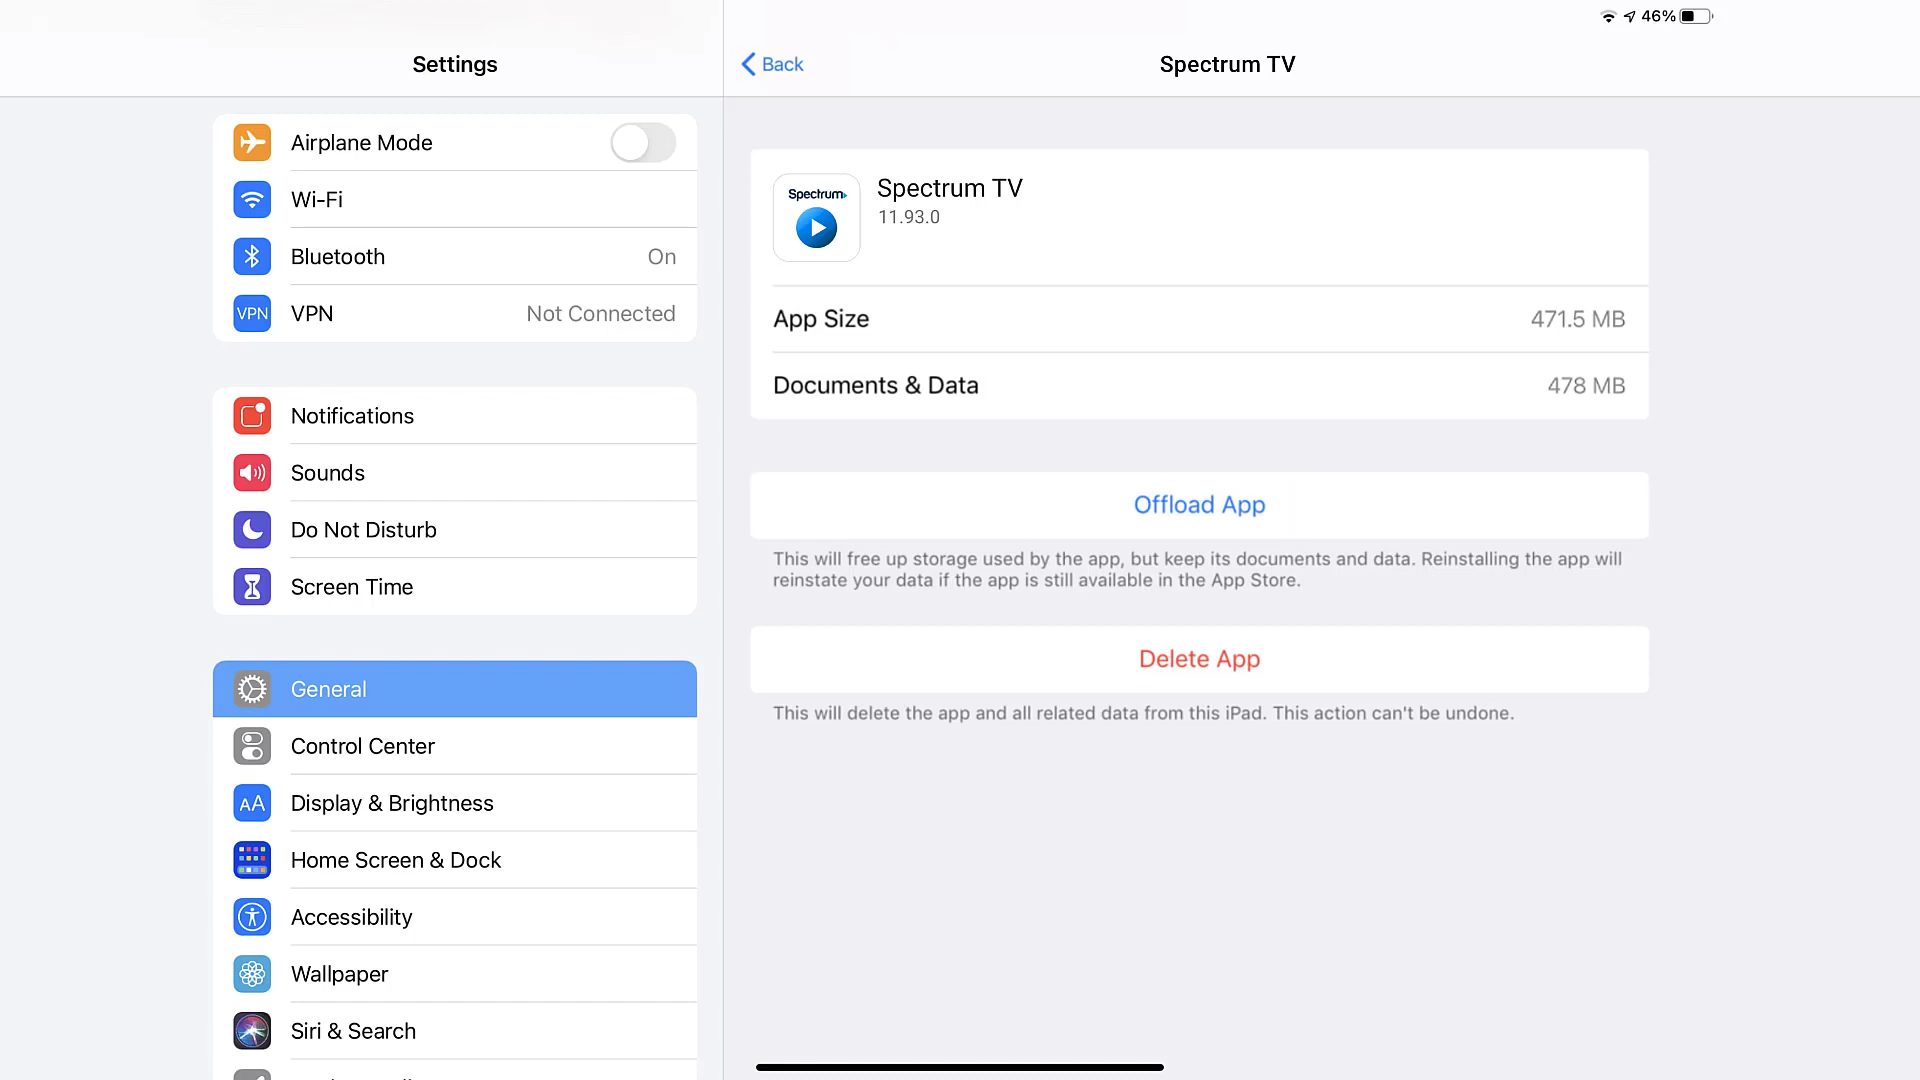 46%
Settings
Back
Spectrum TV
Airplane Mode
Wi-Fi
Bluetooth On
VPN VPN Not Connected
Notifications
Sounds
Do Not Disturb
Screen Time
General
Control Center
AA Display & Brightness
Home Screen & Dock
Accessibility
Wallpaper
Siri & Search
Spectrum
Spectrum TV
11.93.0
App Size 471.5 MB
Documents & Data 478 MB
Offload App
This will free up storage used by the app, but keep its documents and data. Reinstalling the app will
reinstate your data if the app is still available in the App Store.
Delete App
This will delete the app and all related data from this iPad. This action can't be undone.